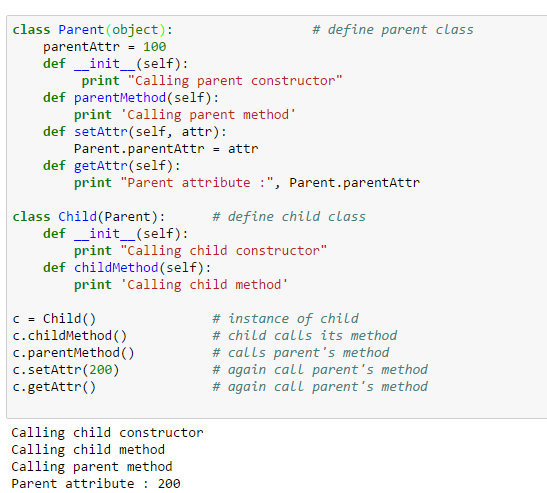 class Parent(object):                  # define parent class
    parentAttr = 100
    def __init__(self):
         print "Calling parent constructor"
    def parentMethod(self):
        print 'Calling parent method'
    def setAttr(self, attr):
        Parent.parentAttr = attr
    def getAttr(self):
        print "Parent attribute :", Parent.parentAttr

class Child(Parent):      # define child class
    def __init__(self):
        print "Calling child constructor"
    def childMethod(self):
        print 'Calling child method'

c = Child()               # instance of child
c.childMethod()           # child calls its method
c.parentMethod()          # calls parent's method
c.setAttr(200)            # again call parent's method
c.getAttr()               # again call parent's method

Calling child constructor
Calling child method
Calling parent method
Parent attribute : 200